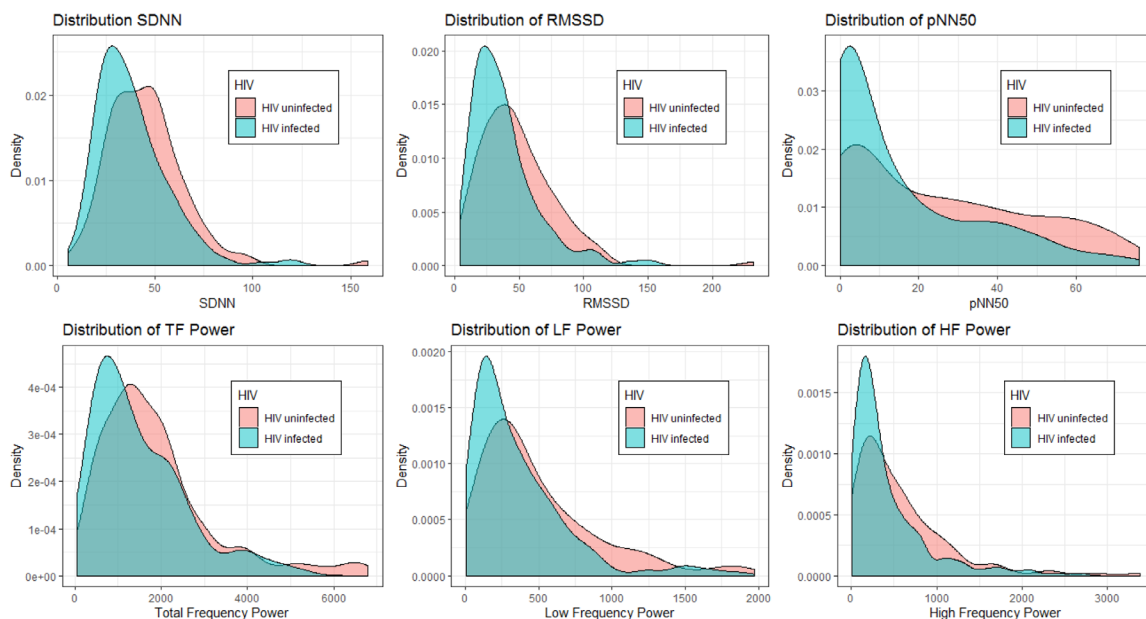 Distribution SDNN
0.02
0.01
0.00
Density
0
50
100
150
SDNN
HIV
HIV uninfected
HIV infected
Distribution of RMSSD
0.020
0.015
0.010
0.005
0.000
Density
0
50
100
150
200
RMSSD
HIV
HIV uninfected
HIV infected
Distribution of pNN50
0.03
0.02
0.01
0.00
Density
0
20
40
60
pNN50
HIV
HIV uninfected
HIV infected
Distribution of TF Power
4e-04
3e-04
2e-04
1e-04
0e+00
Density
0
2000
4000
6000
Total Frequency Power
HIV
HIV uninfected
HIV infected
Distribution of LF Power
0.0020
0.0015
0.0010
0.0005
0.0000
Density
0
500
1000
1500
2000
Low Frequency Power
HIV
HIV uninfected
HIV infected
Distribution of HF Power
0.0015
0.0010
0.0005
0.0000
Density
0
1000
2000
3000
High Frequency Power
HIV
HIV uninfected
HIV infected